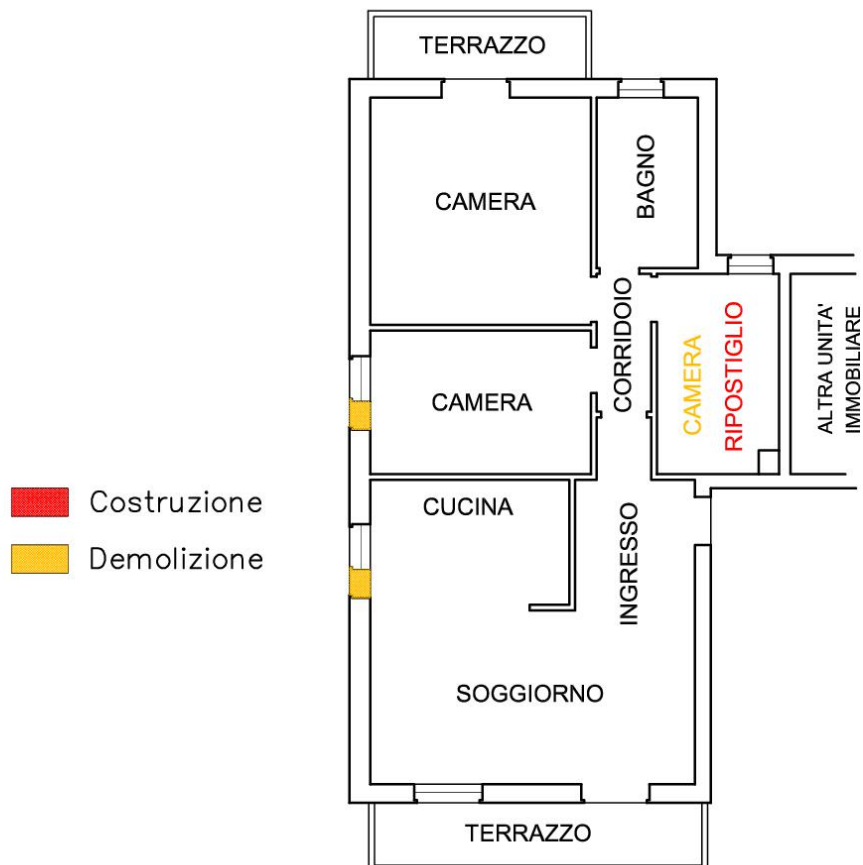 TERRAZZO
CAMERA
BAGNO
CAMERA
CORRIDOIO
CAMERA
RIPOSTIGLIO
ALTRA UNITA'
IMMOBILIARE
Costruzione
Demolizione
CUCINA
INGRESSO
SOGGIORNO
TERRAZZO